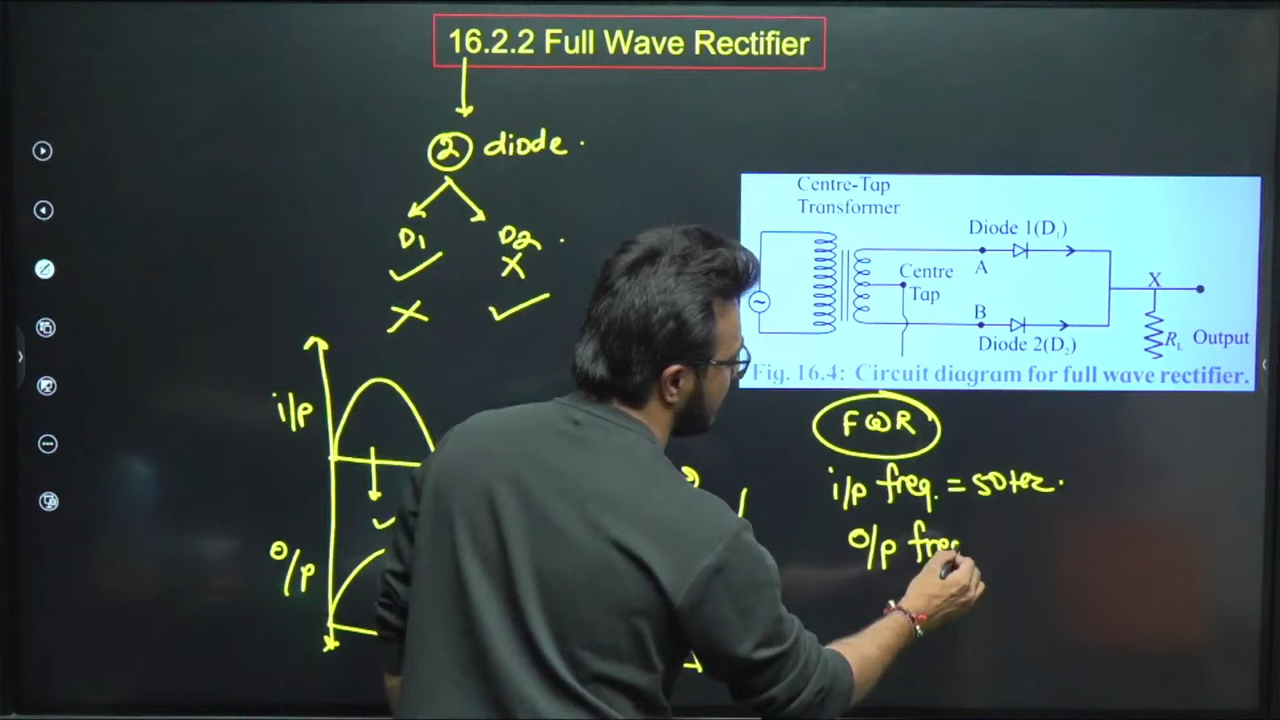 16.2.2 Full Wave Rectifier
2 diode.
D1 D2.
i/p
o/p
Centre-Tap
Transformer
Diode 1(D₁)
A
Centre
Tap
X
B
Diode 2(D₂)
R_L Output
Fig. 16.4: Circuit diagram for full wave rectifier.
FWR
i/p freq. = 50Hz.
o/p freq